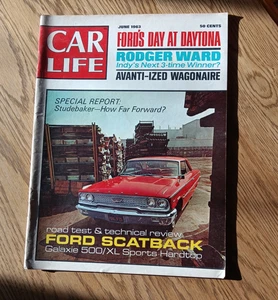 CAR
LIFE
JUNE 1963
50 CENTS
FORD'S DAY AT DAYTONA
RODGER WARD
Indy's Next 3-time Winner?
AVANTI-IZED WAGONAIRE
SPECIAL REPORT:
Studebaker—How Far Forward?
road test & technical review:
FORD SCATBACK
Galaxie 500/XL Sports Hardtop